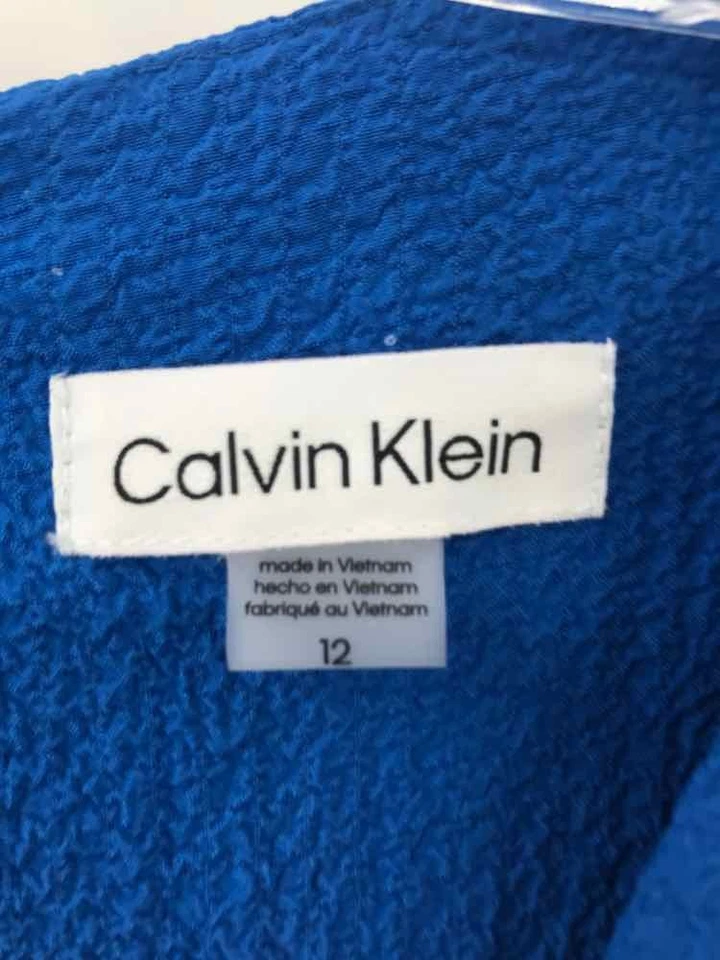 Calvin Klein
made in Vietnam
hecho en Vietnam
fabriqué au Vietnam
12